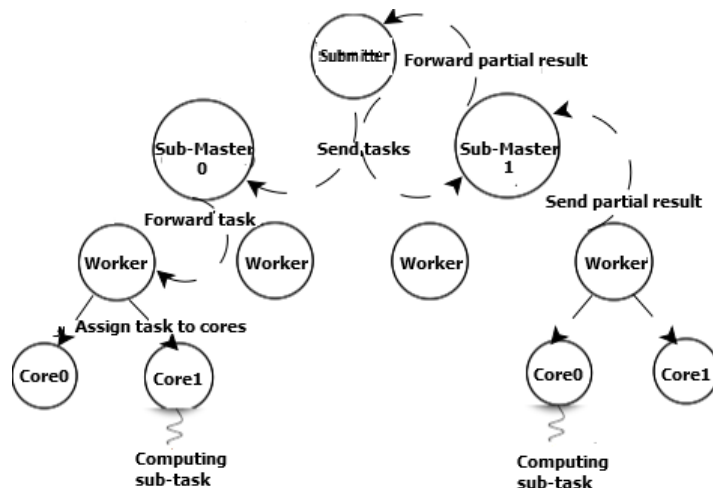 Submitter
Forward partial result
Sub-Master
0
Send tasks
Sub-Master
1
Forward task
Send partial result
Worker
Worker
Worker
Worker
Assign task to cores
Core0
Core1
Core0
Core1
Computing
sub-task
Computing
sub-task